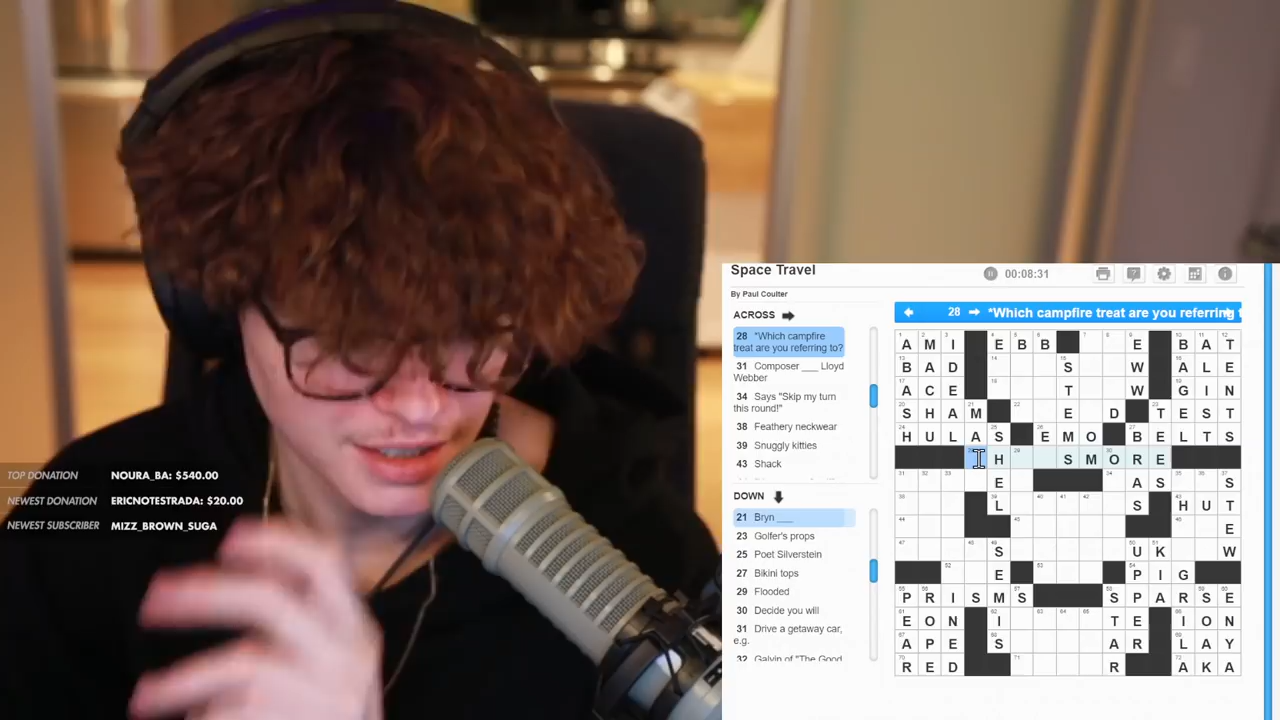 Space Travel
00:08:31
By Paul Coulter
ACROSS
28 *Which campfire
treat are you referring to?
31 Composer ___ Lloyd
Webber
34 Says "Skip my turn
this round!"
38 Feathery neckwear
39 Snuggly kitties
43 Shack
DOWN
21 Bryn ___
23 Golfer's props
25 Poet Silverstein
27 Bikini tops
29 Flooded
30 Decide you will
31 Drive a getaway car,
e.g.
32 Galvin of "The Good
28 *Which campfire treat are you referring
A M I E B B E B A T
B A D S W A L E
A C E T W G I N
S H A M E D T E S T
H U L A S E M O B E L T S
H S M O R E
E A S
L S H U T
E
S U K W
E P I G
P R I S M S S P A R S E
E O N I T E I O N
A P E S A R L A Y
R E D R A K A
TOP DONATION NOURA_BA: $540.00
NEWEST DONATION ERICNOTESTRADA: $20.00
NEWEST SUBSCRIBER MIZZ_BROWN_SUGA